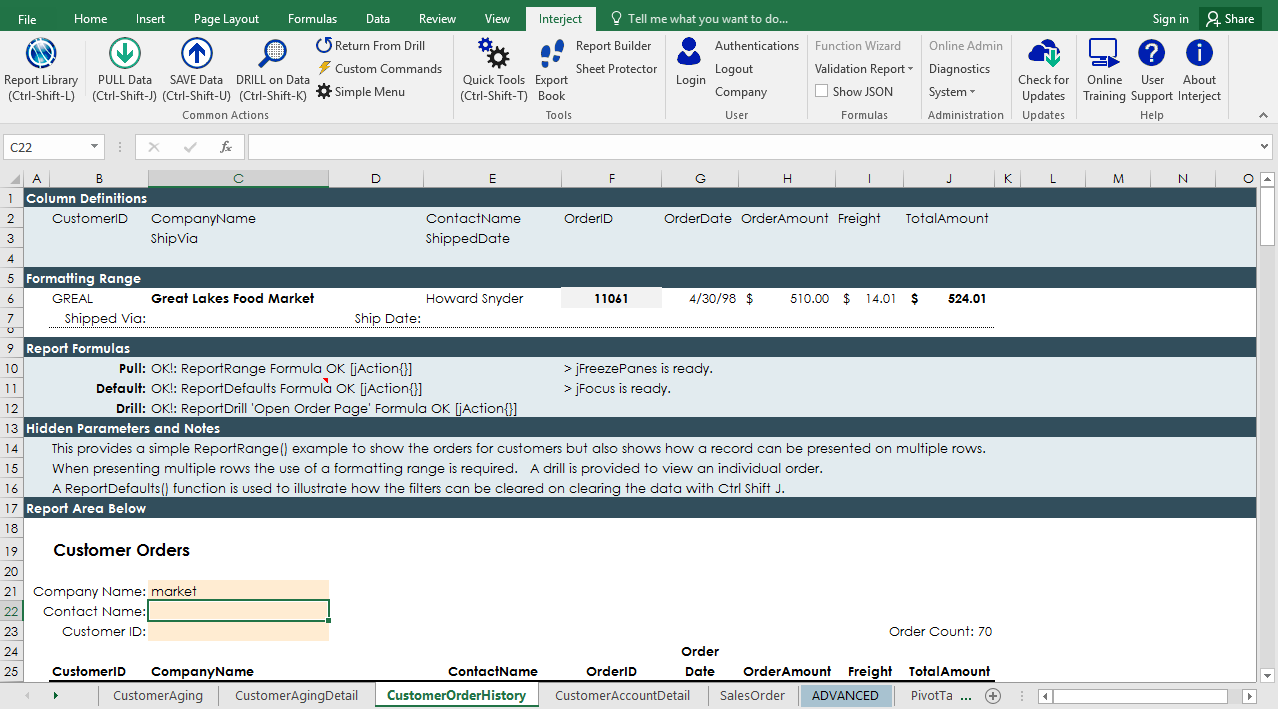 File Home Insert Page Layout Formulas Data Review View Interject Tell me what you want to do... Sign in Share
Report Library (Ctrl-Shift-L)
PULL Data (Ctrl-Shift-J)
SAVE Data (Ctrl-Shift-U)
DRILL on Data (Ctrl-Shift-K)
Return From Drill
Custom Commands
Simple Menu
Common Actions
Quick Tools (Ctrl-Shift-T)
Export Book
Report Builder
Sheet Protector
Tools
Login
Authentications
Logout
Company
User
Function Wizard
Validation Report
Show JSON
Formulas
Online Admin
Diagnostics
System
Administration
Check for Updates
Updates
Online Training
User Support
About Interject
Help
C22 fx
A B C D E F G H I J K L M N O
1 Column Definitions
2 CustomerID CompanyName ContactName OrderID OrderDate OrderAmount Freight TotalAmount
3 ShipVia ShippedDate
4
5 Formatting Range
6 GREAL Great Lakes Food Market Howard Snyder 11061 4/30/98 $ 510.00 $ 14.01 $ 524.01
7 Shipped Via: Ship Date:
9 Report Formulas
10 Pull: OK!: ReportRange Formula OK [jAction{}] > jFreezePanes is ready.
11 Default: OK!: ReportDefaults Formula OK [jAction{}] > jFocus is ready.
12 Drill: OK!: ReportDrill 'Open Order Page' Formula OK [jAction{}]
13 Hidden Parameters and Notes
14 This provides a simple ReportRange() example to show the orders for customers but also shows how a record can be presented on multiple rows.
15 When presenting multiple rows the use of a formatting range is required. A drill is provided to view an individual order.
16 A ReportDefaults() function is used to illustrate how the filters can be cleared on clearing the data with Ctrl Shift J.
17 Report Area Below
18
19 Customer Orders
20
21 Company Name: market
22 Contact Name:
23 Customer ID: Order Count: 70
24 Order
25 CustomerID CompanyName ContactName OrderID Date OrderAmount Freight TotalAmount
CustomerAging CustomerAgingDetail CustomerOrderHistory CustomerAccountDetail SalesOrder ADVANCED PivotTa ...